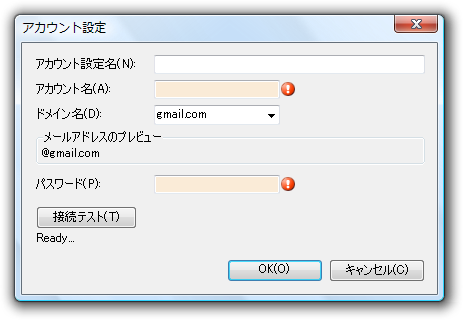 アカウント設定
アカウント設定名(N):
アカウント名(A):
ドメイン名(D): gmail.com
メールアドレスのプレビュー
@gmail.com
パスワード(P):
接続テスト(T)
Ready...
OK(O) キャンセル(C)